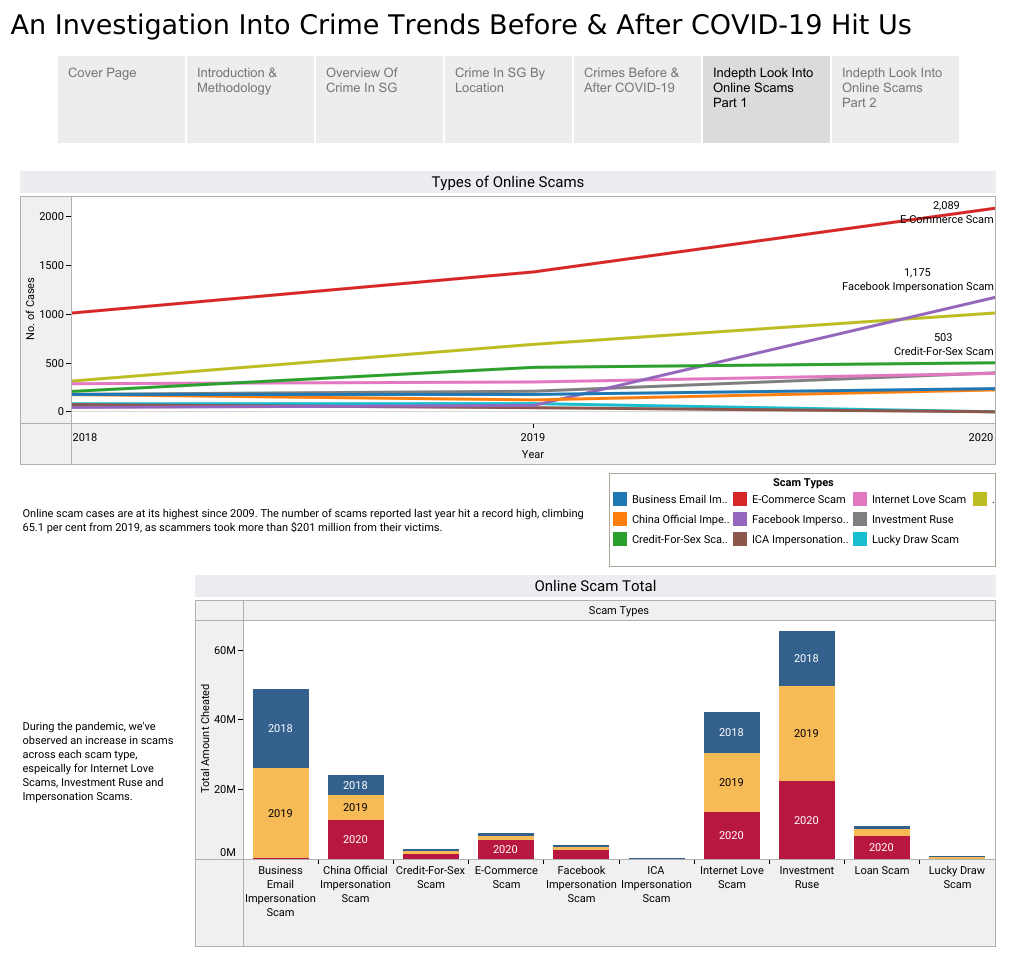 An Investigation Into Crime Trends Before & After COVID-19 Hit Us
Cover Page
Introduction &
Methodology
Overview Of
Crime In SG
Crime In SG By
Location
Crimes Before &
After COVID-19
Indepth Look Into
Online Scams
Part 1
Indepth Look Into
Online Scams
Part 2
Types of Online Scams
No. of Cases
2000
1500
1000
500
0
2,089
E-Commerce Scam
1,175
Facebook Impersonation Scam
503
Credit-For-Sex Scam
2018
2019
2020
Year
Online scam cases are at its highest since 2009. The number of scams reported last year hit a record high, climbing
65.1 per cent from 2019, as scammers took more than $201 million from their victims.
Scam Types
Business Email Im..
E-Commerce Scam
Internet Love Scam
.
China Official Impe..
Facebook Imperso..
Investment Ruse
Credit-For-Sex Sca..
ICA Impersonation..
Lucky Draw Scam
During the pandemic, we've
observed an increase in scams
across each scam type,
espeically for Internet Love
Scams, Investment Ruse and
Impersonation Scams.
Online Scam Total
Scam Types
Total Amount Cheated
60M
40M
20M
0M
2018
2019
2018
2019
2020
2020
2018
2019
2020
2018
2019
2020
2020
Business
Email
Impersonation
Scam
China Official
Impersonation
Scam
Credit-For-Sex
Scam
E-Commerce
Scam
Facebook
Impersonation
Scam
ICA
Impersonation
Scam
Internet Love
Scam
Investment
Ruse
Loan Scam
Lucky Draw
Scam